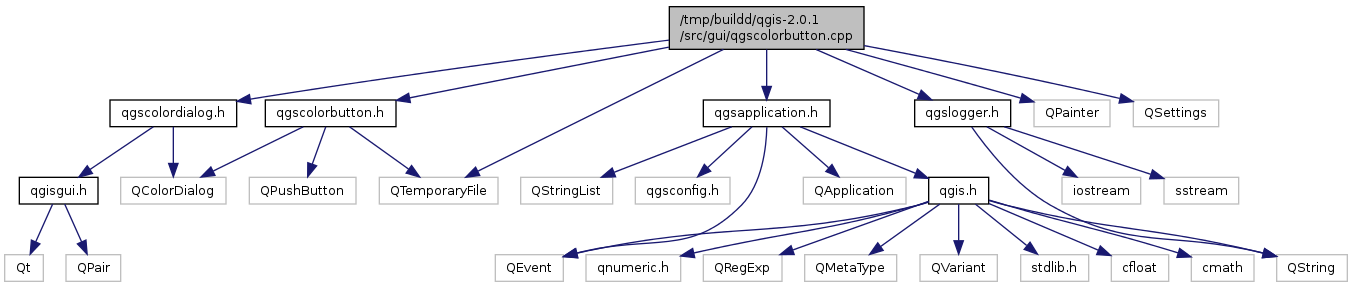 /tmp/buildd/qgis-2.0.1
/src/gui/qgscolorbutton.cpp
qgscolordialog.h
qgscolorbutton.h
qgsapplication.h
qgslogger.h
QPainter
QSettings
qgisgui.h
QColorDialog
QPushButton
QTemporaryFile
QStringList
qgsconfig.h
QApplication
qgis.h
iostream
sstream
Qt
QPair
QEvent
qnumeric.h
QRegExp
QMetaType
QVariant
stdlib.h
cfloat
cmath
QString